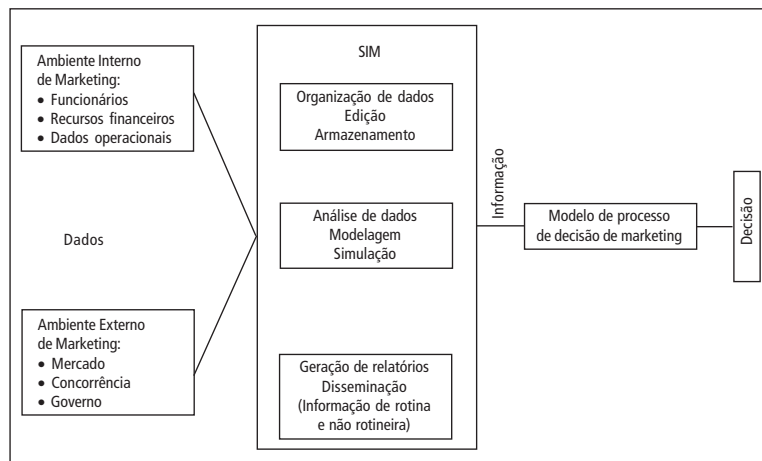 Ambiente Interno
de Marketing:
• Funcionários
• Recursos financeiros
• Dados operacionais
Dados
Ambiente Externo
de Marketing:
• Mercado
• Concorrência
• Governo
SIM
Organização de dados
Edição
Armazenamento
Análise de dados
Modelagem
Simulação
Geração de relatórios
Disseminação
(Informação de rotina
e não rotineira)
Informação
Modelo de processo
de decisão de marketing
Decisão